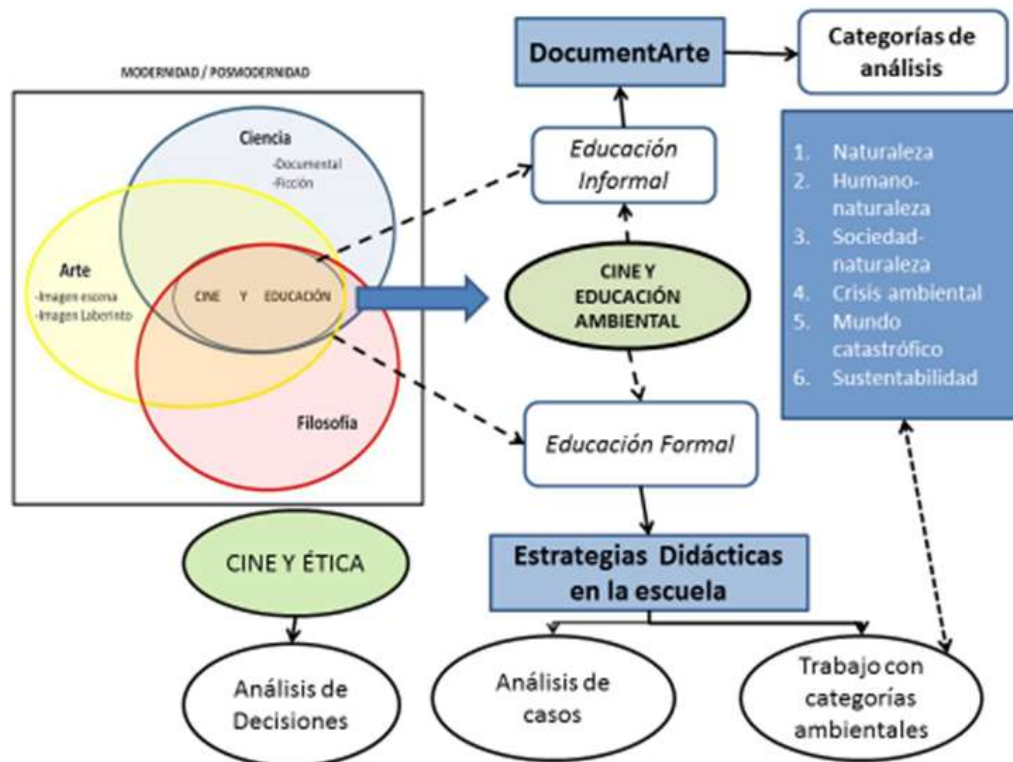 MODERNIDAD / POSMODERNIDAD
Ciencia
-Documental
-Ficción
Arte
-Imagen escena
-Imagen Laborinto
CINE Y EDUCACIÓN
Filosofía
DocumentArte
Categorías de
análisis
Educación
Informal
CINE Y
EDUCACIÓN
AMBIENTAL
1. Naturaleza
2. Humano-
naturaleza
3. Sociedad-
naturaleza
4. Crisis ambiental
5. Mundo
catastrófico
6. Sustentabilidad
Educación Formal
CINE Y ÉTICA
Estrategias Didácticas
en la escuela
Análisis de
Decisiones
Análisis de
casos
Trabajo con
categorías
ambientales